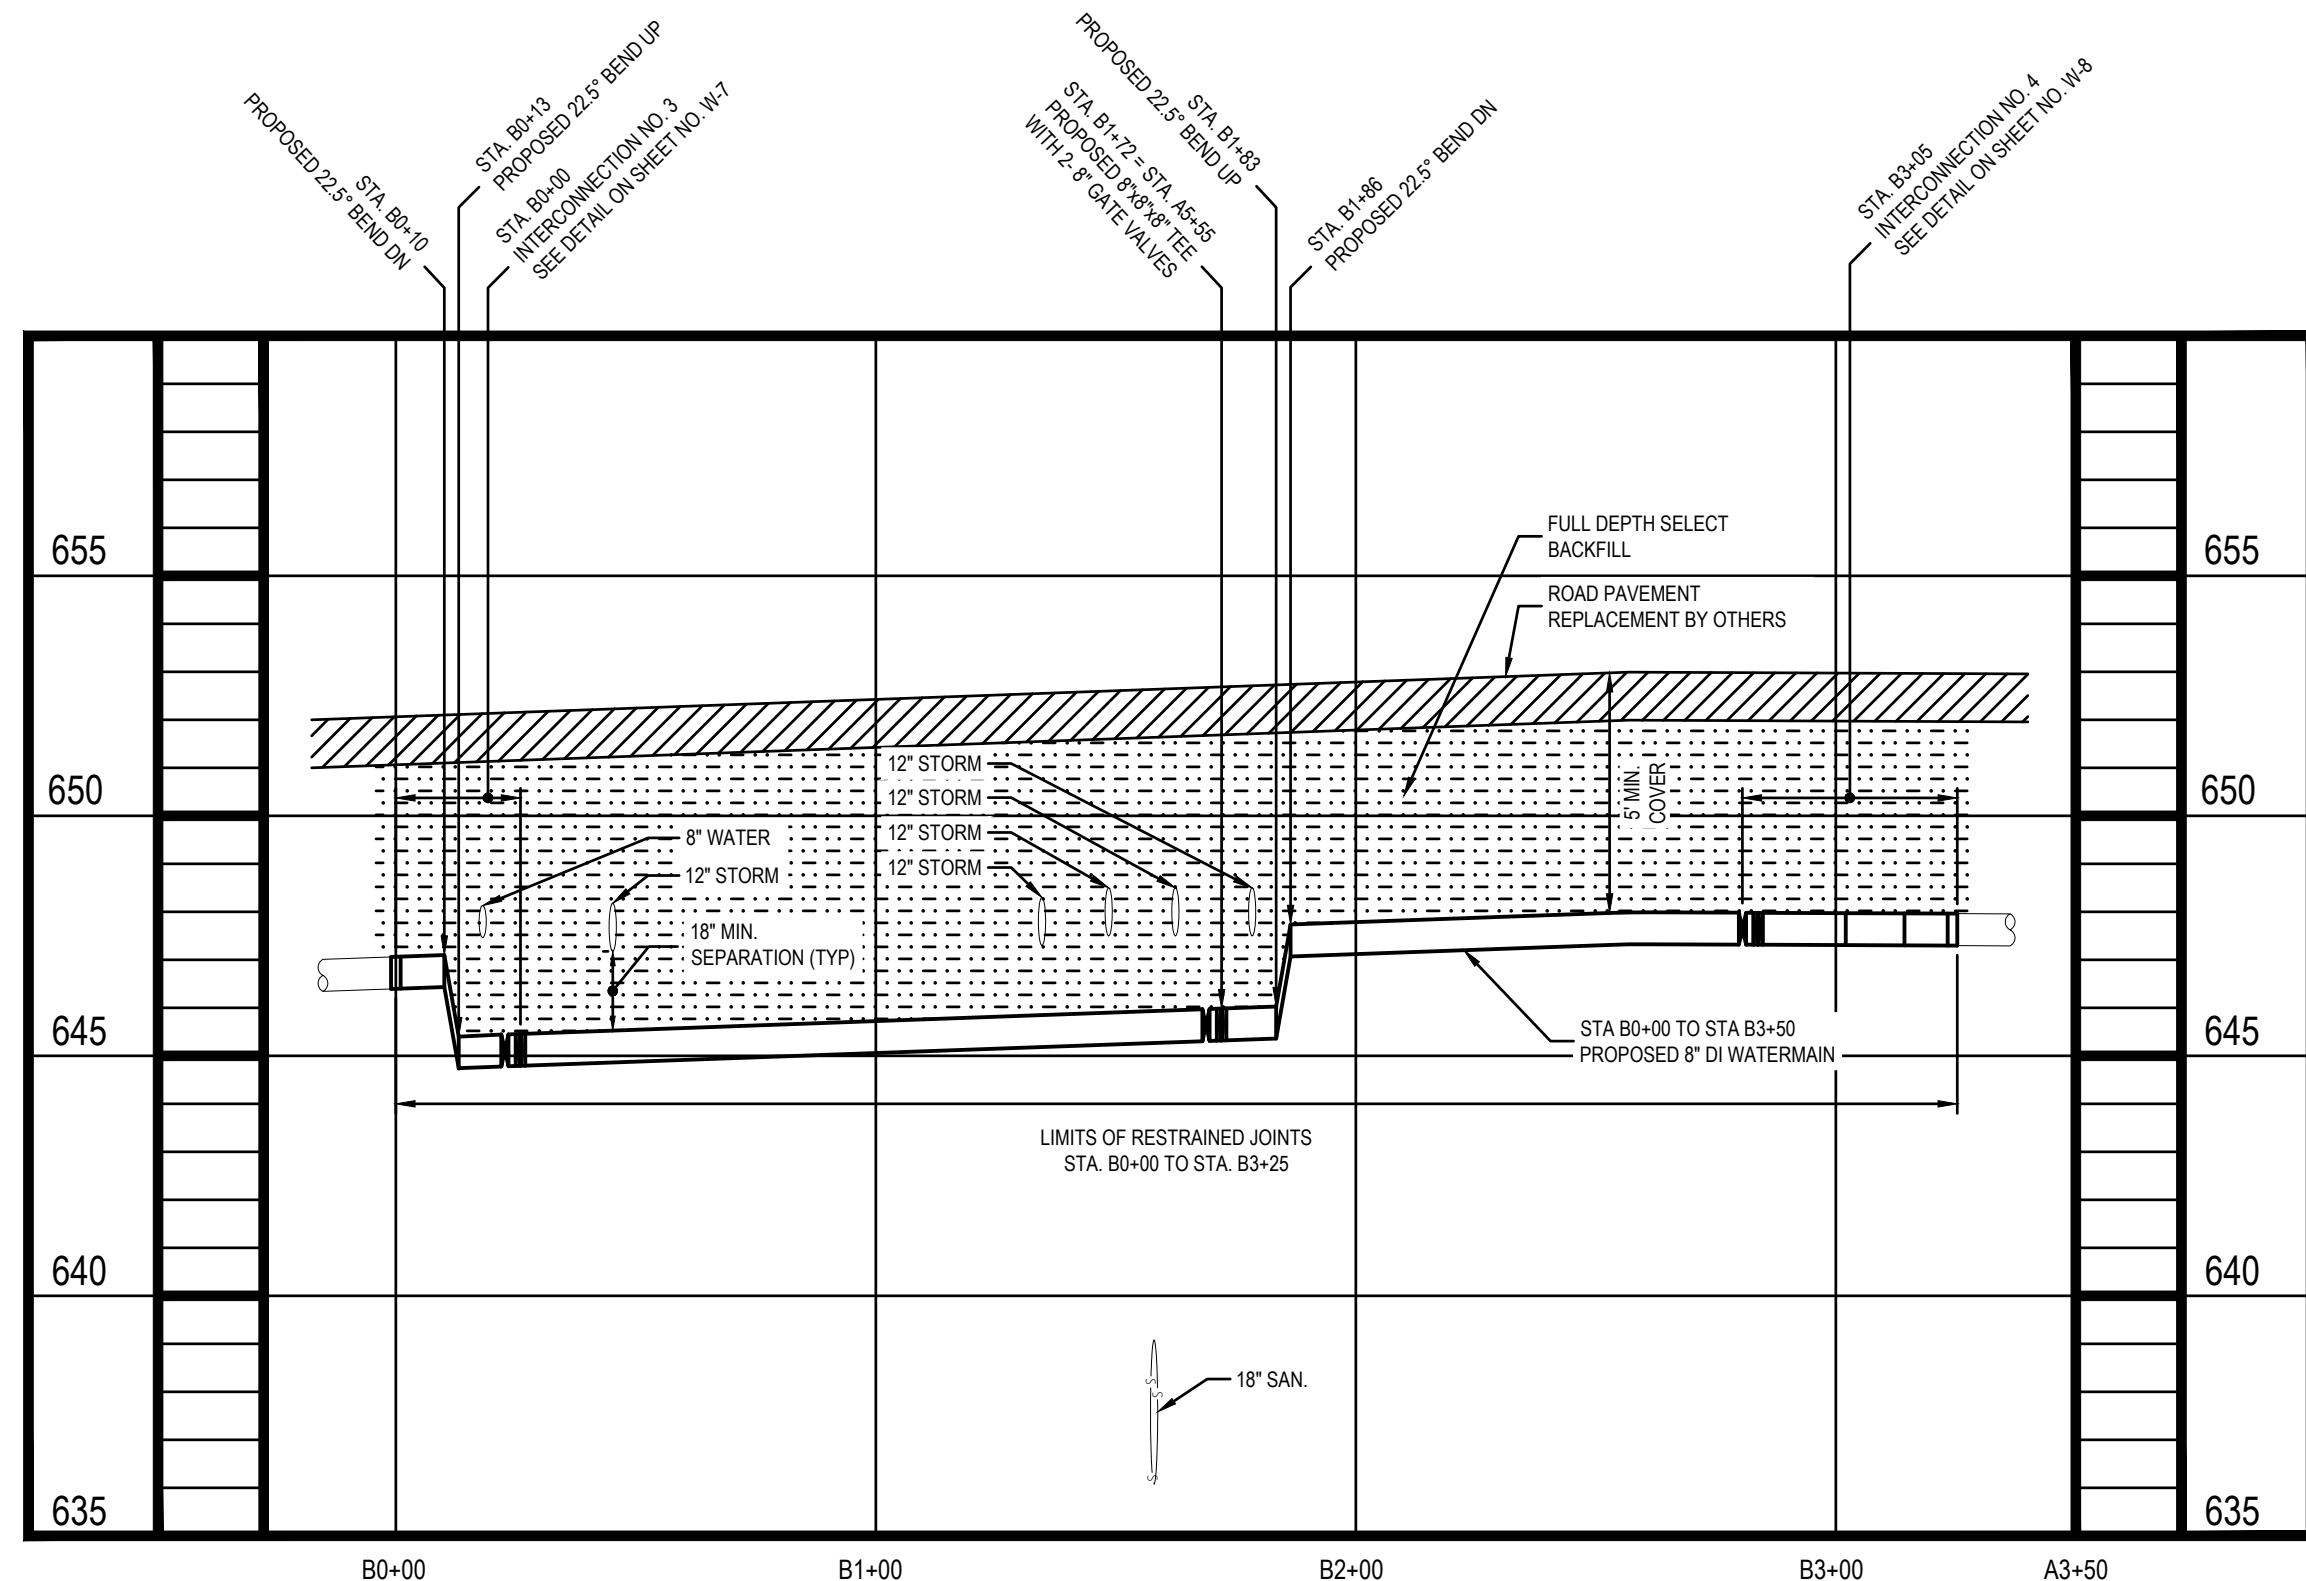 STA. B0+10
PROPOSED 22.5° BEND DN
STA. B0+13
PROPOSED 22.5° BEND UP
STA. B0+00
INTERCONNECTION NO. 3
SEE DETAIL ON SHEET NO. W-7
STA. B1+72 = STA. A5+55
PROPOSED 8"x8"x8" TEE
WITH 2- 8" GATE VALVES
STA. B1+83
PROPOSED 22.5° BEND UP
STA. B1+86
PROPOSED 22.5° BEND DN
STA. B3+05
INTERCONNECTION NO. 4
SEE DETAIL ON SHEET NO. W-8
655
655
FULL DEPTH SELECT
BACKFILL
ROAD PAVEMENT
REPLACEMENT BY OTHERS
650
650
12" STORM
12" STORM
12" STORM
12" STORM
8" WATER
12" STORM
18" MIN.
SEPARATION (TYP)
5' MIN
COVER
645
645
STA B0+00 TO STA B3+50
PROPOSED 8" DI WATERMAIN
LIMITS OF RESTRAINED JOINTS
STA. B0+00 TO STA. B3+25
640
640
S
S
S
S
18" SAN.
635
635
B0+00
B1+00
B2+00
B3+00
A3+50